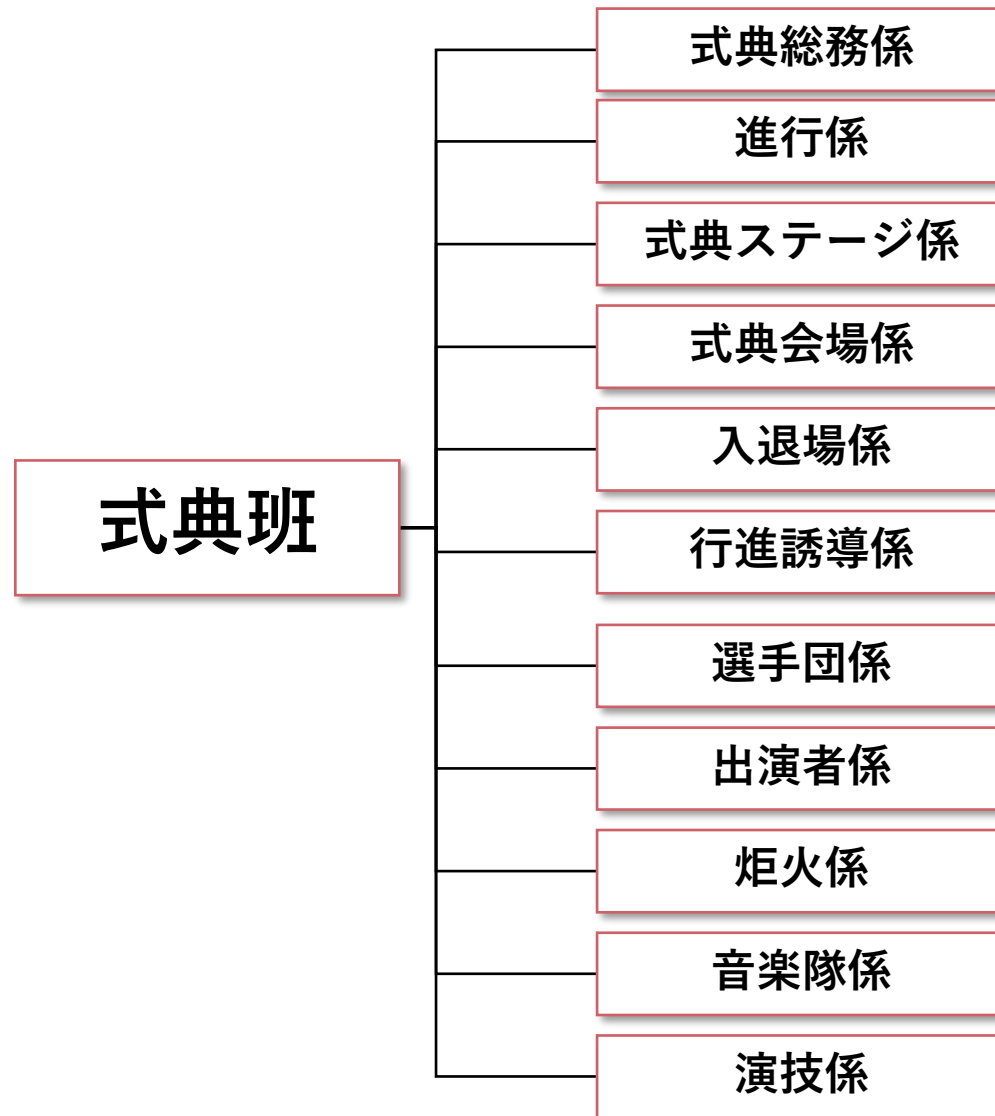 式典総務係
進行係
式典ステージ係
式典会場係
入退場係
式典班
行進誘導係
選手団係
出演者係
炬火係
音楽隊係
演技係